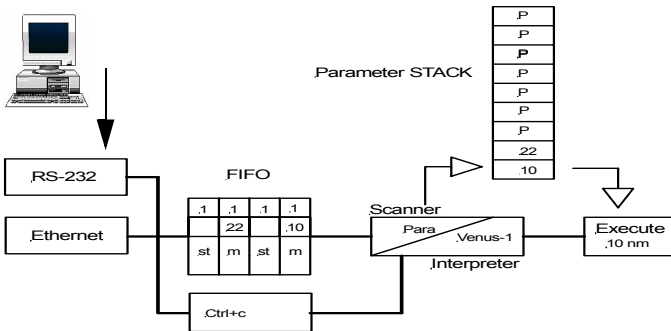 .P
.P
.P
Parameter STACK
.P
.P
.P
.P
.22
.10
RS-232
FIFO
Ethernet
.1 .1 .1 .1
.22 .10
st m st m
Scanner
Para
Venus-1
Interpreter
Execute
.10 nm
Ctrl+c